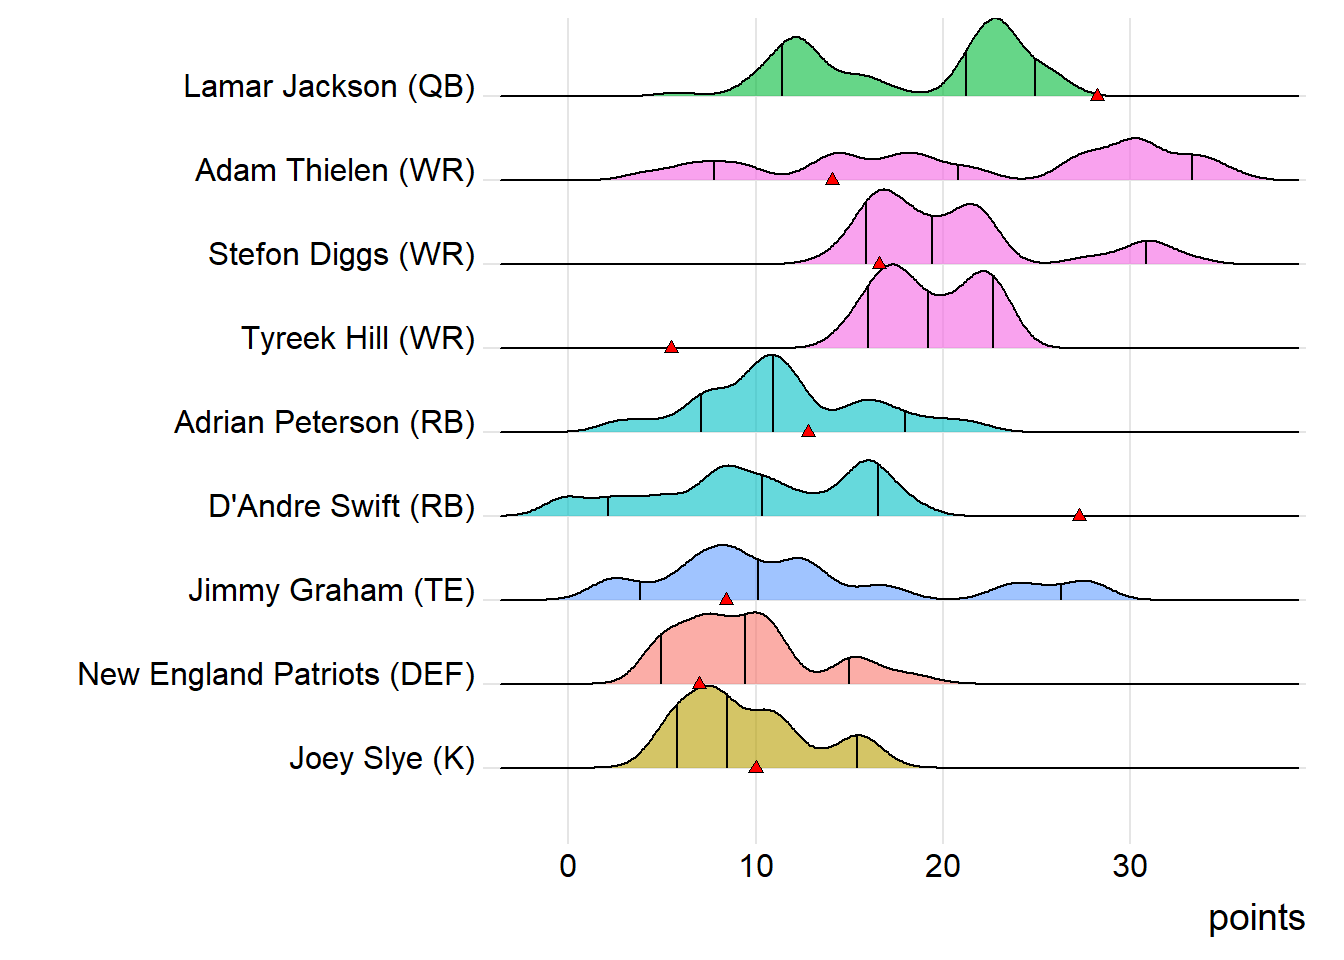 Lamar Jackson (QB)
Adam Thielen (WR)
Stefon Diggs (WR)
Tyreek Hill (WR)
Adrian Peterson (RB)
D'Andre Swift (RB)
Jimmy Graham (TE)
New England Patriots (DEF)
Joey Slye (K)
0 10 20 30
points